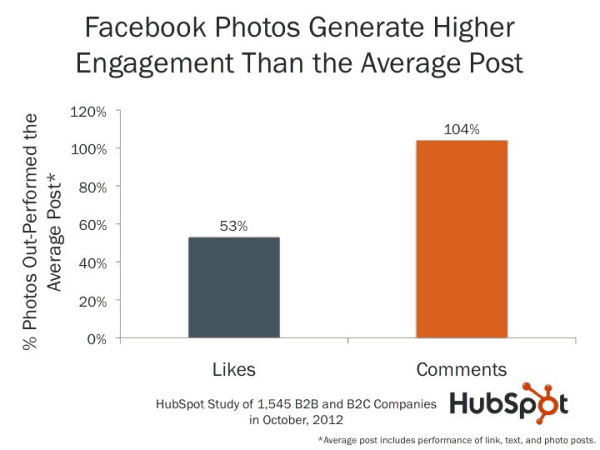 Facebook Photos Generate Higher
Engagement Than the Average Post
% Photos Out-Performed the
Average Post*
120%
100%
80%
60%
40%
20%
0%
53%
104%
Likes
Comments
HubSpot Study of 1,545 B2B and B2C Companies
in October, 2012
HubSpot
*Average post includes performance of link, text, and photo posts.